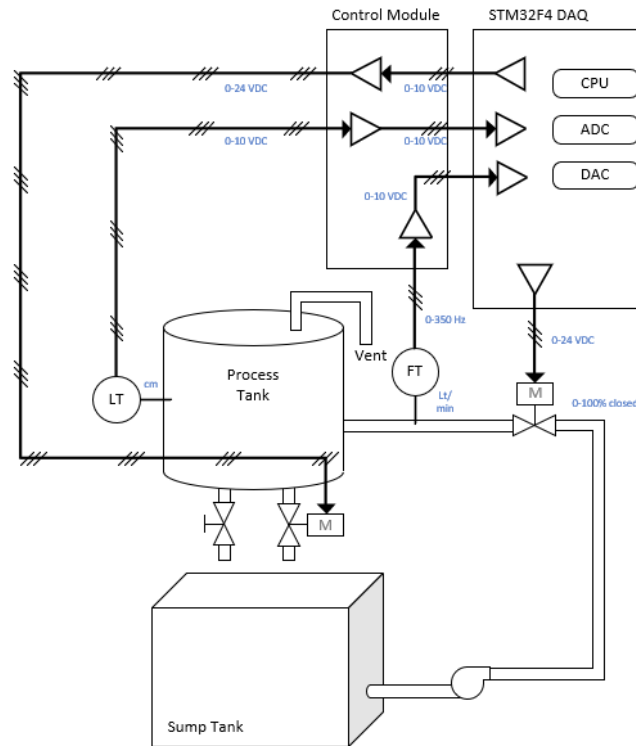 Control Module
STM32F4 DAQ
0-24 VDC
0-10 VDC
CPU
0-10 VDC
0-10 VDC
ADC
0-10 VDC
DAC
0-350 Hz
0-24 VDC
Vent
Process
Tank
LT
cm
FT
Lt/
min
M
0-100% closed
M
Sump Tank